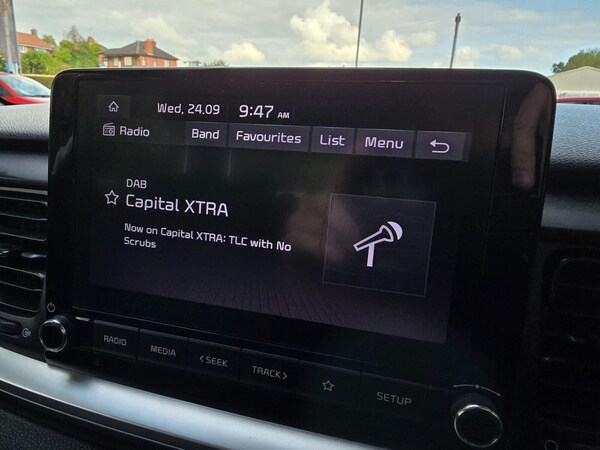 Wed, 24.09 9:47 AM
Radio Band Favourites List Menu
DAB
Capital XTRA
Now on Capital XTRA: TLC with No
Scrubs
RADIO MEDIA <SEEK TRACK> SETUP